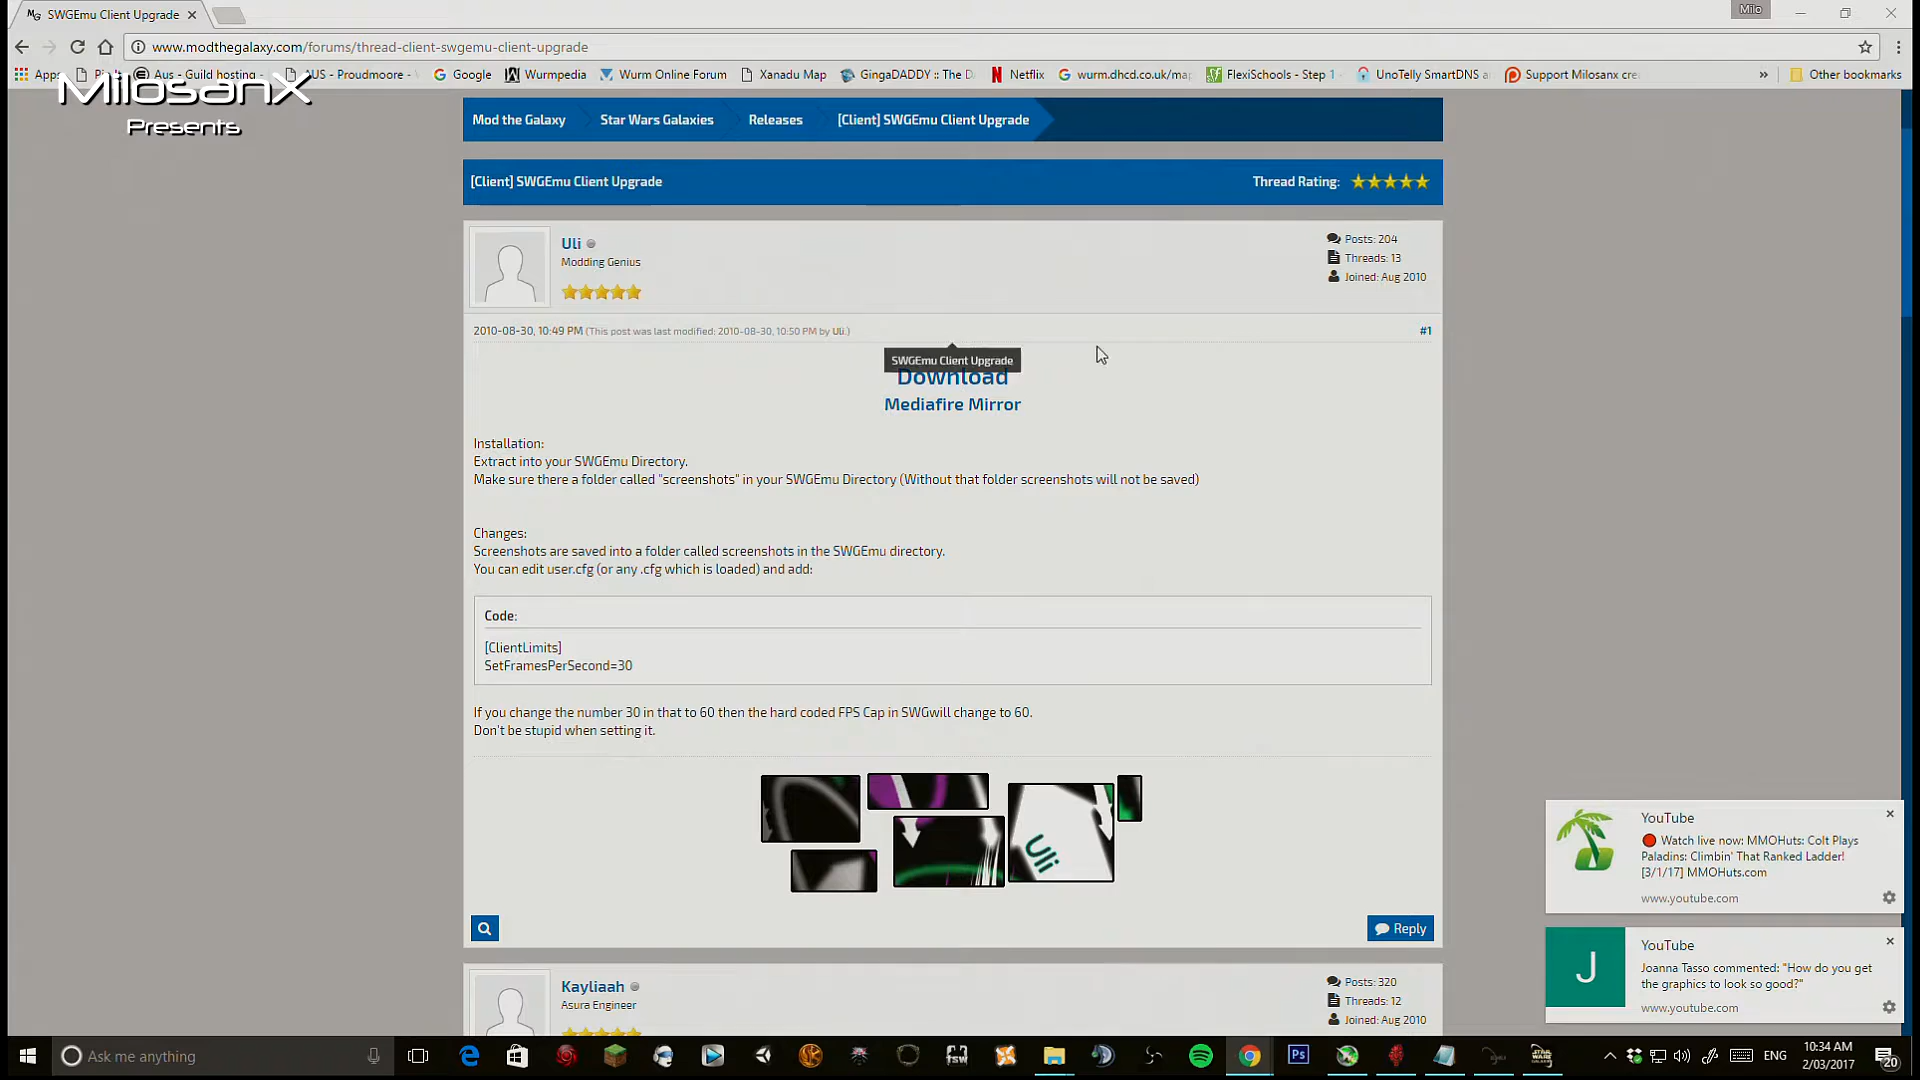 SWGEmu Client Upgrade
Milo
www.modthegalaxy.com/forums/thread-client-swgemu-client-upgrade
Apps
Aus - Guild hosting -
AUS - Proudmoore -
Google
Wurmpedia
Wurm Online Forum
Xanadu Map
GingaDADDY :: The D
Netflix
wurm.dhcd.co.uk/ma
FlexiSchools - Step 1
UnoTelly SmartDNS a
Support Milosanx cre
»
Other bookmarks
MilosanX
Presents
Mod the Galaxy
Star Wars Galaxies
Releases
[Client] SWGEmu Client Upgrade
[Client] SWGEmu Client Upgrade
Thread Rating:
Uli
Modding Genius
Posts: 204
Threads: 13
Joined: Aug 2010
2010-08-30, 10:49 PM (This post was last modified: 2010-08-30, 10:50 PM by Uli.)
#1
SWGEmu Client Upgrade
Download
Mediafire Mirror
Installation:
Extract into your SWGEmu Directory.
Make sure there a folder called "screenshots" in your SWGEmu Directory (Without that folder screenshots will not be saved)
Changes:
Screenshots are saved into a folder called screenshots in the SWGEmu directory.
You can edit user.cfg (or any .cfg which is loaded) and add:
Code:
[ClientLimits]
SetFramesPerSecond=30
If you change the number 30 in that to 60 then the hard coded FPS Cap in SWGwill change to 60.
Don't be stupid when setting it.
Uli
Reply
Kayliaah
Asura Engineer
Posts: 320
Threads: 12
Joined: Aug 2010
YouTube
Watch live now: MMOHuts: Colt Plays
Paladins: Climbin' That Ranked Ladder!
[3/1/17] MMOHuts.com
www.youtube.com
J
YouTube
Joanna Tasso commented: "How do you get
the graphics to look so good?"
www.youtube.com
Ask me anything
FSW
Ps
ENG
10:34 AM
2/03/2017
20